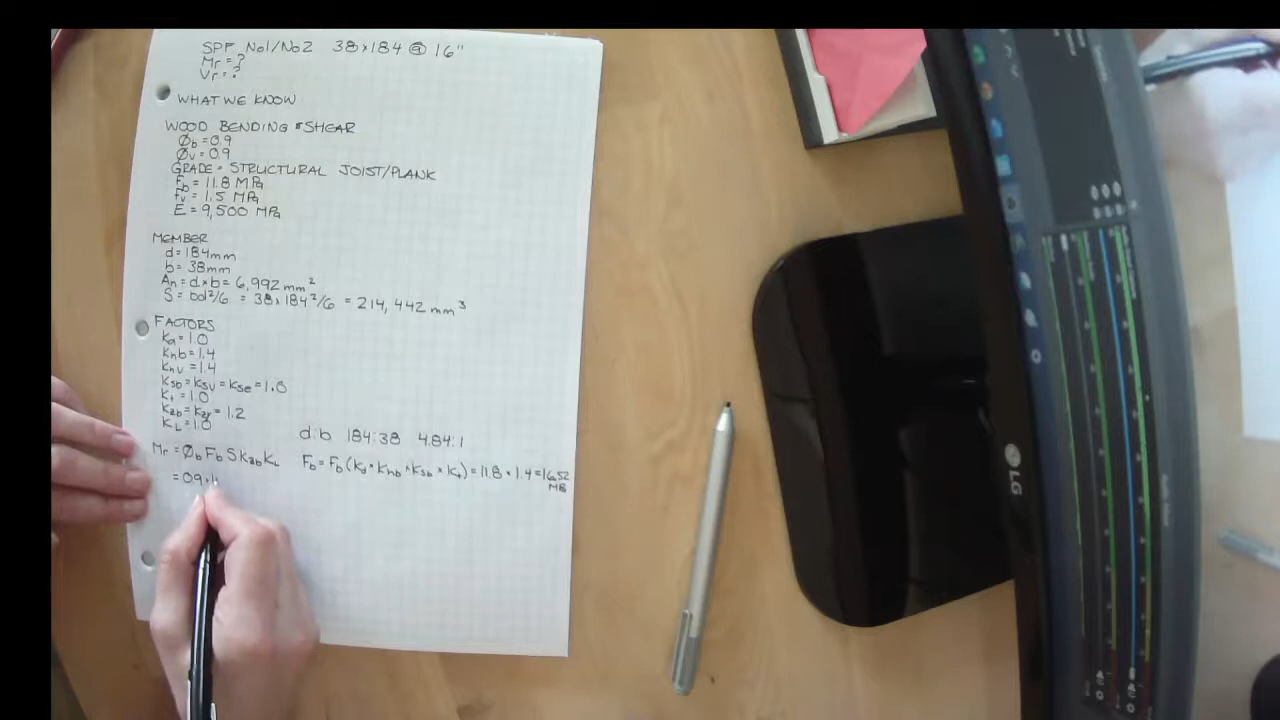 SPF No1/No2 38×184 @ 16"
Mr = ?
Vr = ?
WHAT WE KNOW
WOOD BENDING & SHEAR
Øb = 0.9
Øv = 0.9
GRADE = STRUCTURAL JOIST/PLANK
fb = 11.8 MPa
fv = 1.5 MPa
E = 9,500 MPa
MEMBER
d = 184mm
b = 38mm
An = d×b = 6,992 mm²
S = bd²/6 = 38×184²/6 = 214,442 mm³
FACTORS
Kd = 1.0
KHb = 1.4
KHv = 1.4
KSb = KSv = KSE = 1.0
Kt = 1.0
KZb = KZv = 1.2
KL = 1.0
d:b 184:38 4.84:1
Mr = Øb Fb S KZb KL
Fb = fb (Kd × KHb × KSb × Kt) = 11.8 × 1.4 = 16.52 MPa
= 0.9 ×
LG